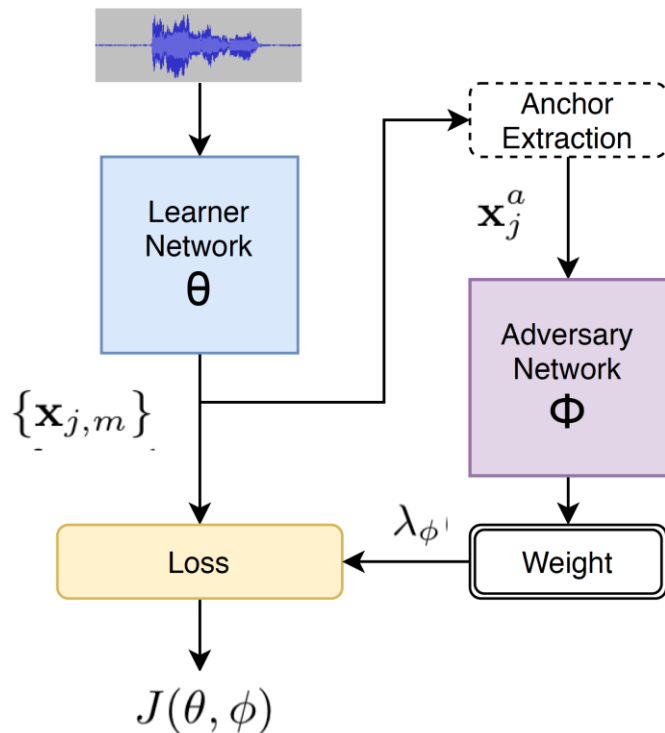 Anchor
Extraction
Learner
Network
θ
x_j^a
Adversary
Network
Φ
{x_{j,m}}
λ_ϕ
Loss
Weight
J(θ, ϕ)